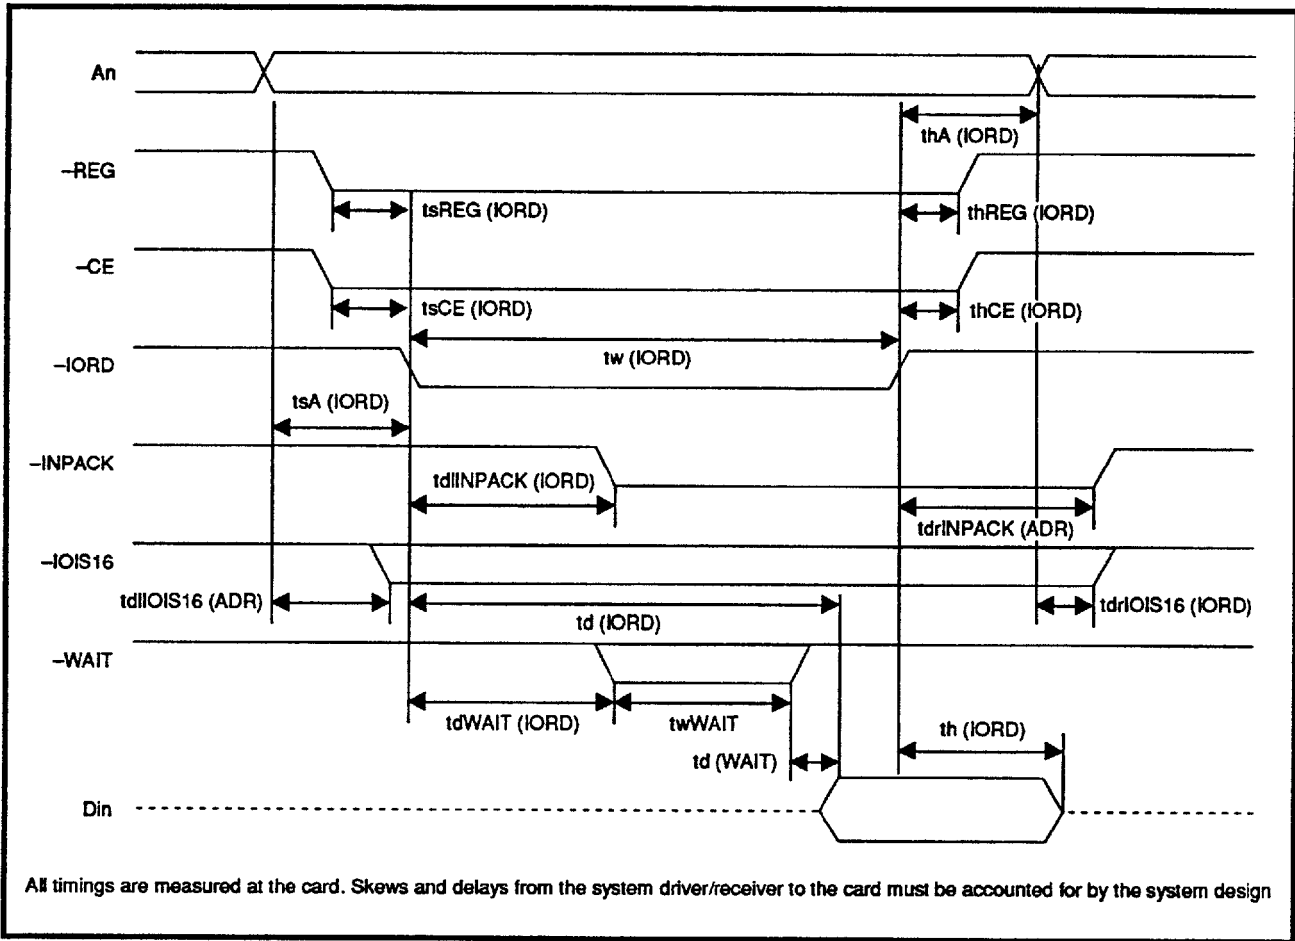 An
thA (IORD)
–REG
tsREG (IORD)
thREG (IORD)
–CE
tsCE (IORD)
thCE (IORD)
–IORD
tw (IORD)
tsA (IORD)
–INPACK
tdIINPACK (IORD)
tdrINPACK (ADR)
–IOIS16
tdIIOIS16 (ADR)
td (IORD)
tdrIOIS16 (IORD)
–WAIT
tdWAIT (IORD)
twWAIT
th (IORD)
td (WAIT)
Din
All timings are measured at the card. Skews and delays from the system driver/receiver to the card must be accounted for by the system design